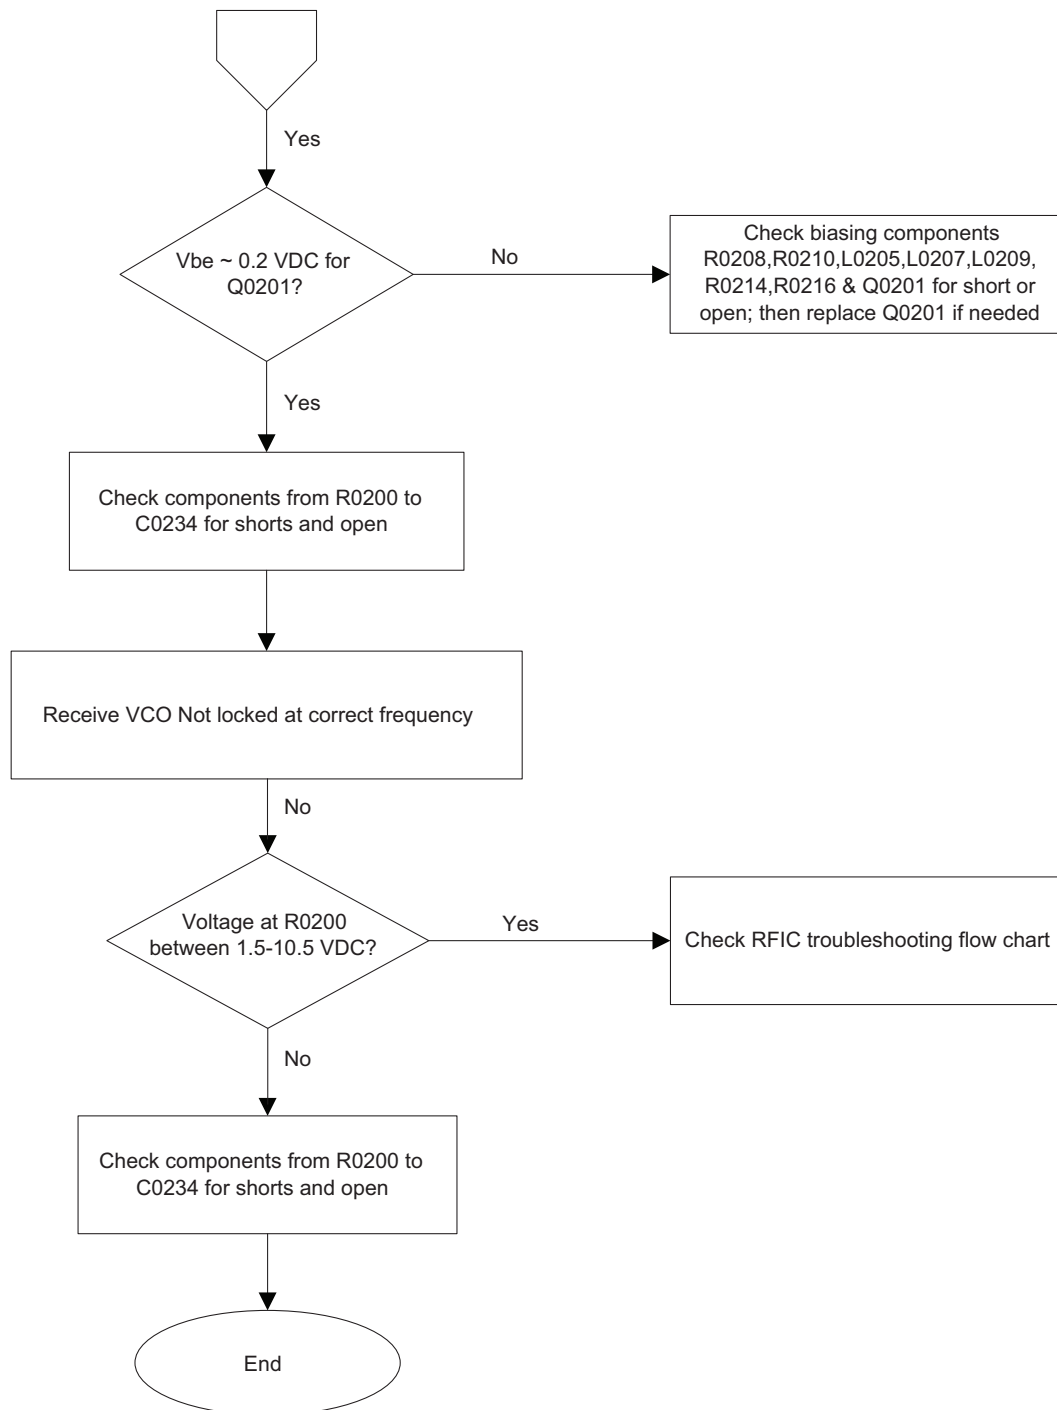 Yes
Vbe ~ 0.2 VDC for
Q0201?
No
Check biasing components
R0208,R0210,L0205,L0207,L0209,
R0214,R0216 & Q0201 for short or
open; then replace Q0201 if needed
Yes
Check components from R0200 to
C0234 for shorts and open
Receive VCO Not locked at correct frequency
No
Voltage at R0200
between 1.5-10.5 VDC?
Yes
Check RFIC troubleshooting flow chart
No
Check components from R0200 to
C0234 for shorts and open
End